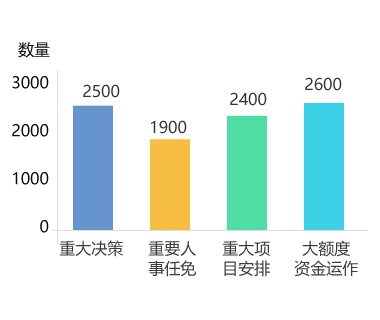 数量
3000
2000
1000
0
2500
1900
2400
2600
重大决策
重要人
事任免
重大项
目安排
大额度
资金运作